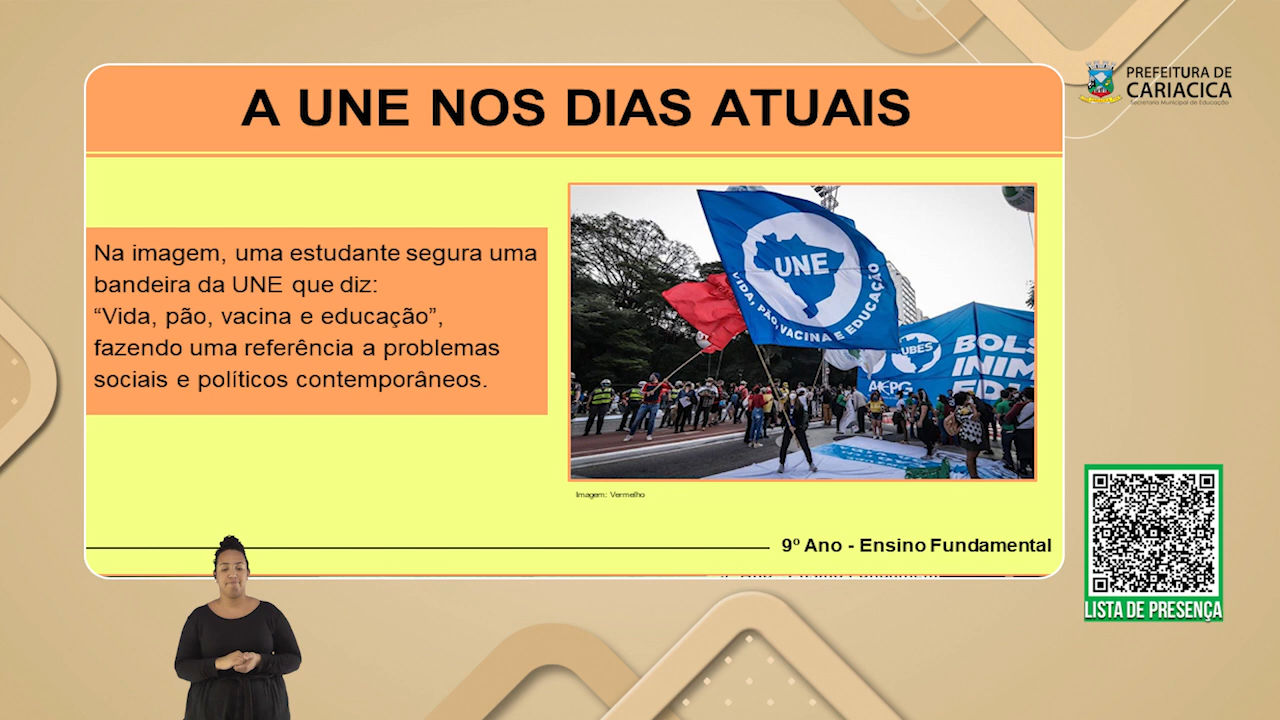 A UNE NOS DIAS ATUAIS
PREFEITURA DE
CARIACICA
Secretaria Municipal de Educação
Na imagem, uma estudante segura uma
bandeira da UNE que diz:
“Vida, pão, vacina e educação”,
fazendo uma referência a problemas
sociais e políticos contemporâneos.
UNE
VIDA, PÃO, VACINA E EDUCAÇÃO
UBES
BOLS
INIM
EDU
Imagem: Vermelho
9º Ano - Ensino Fundamental
LISTA DE PRESENÇA